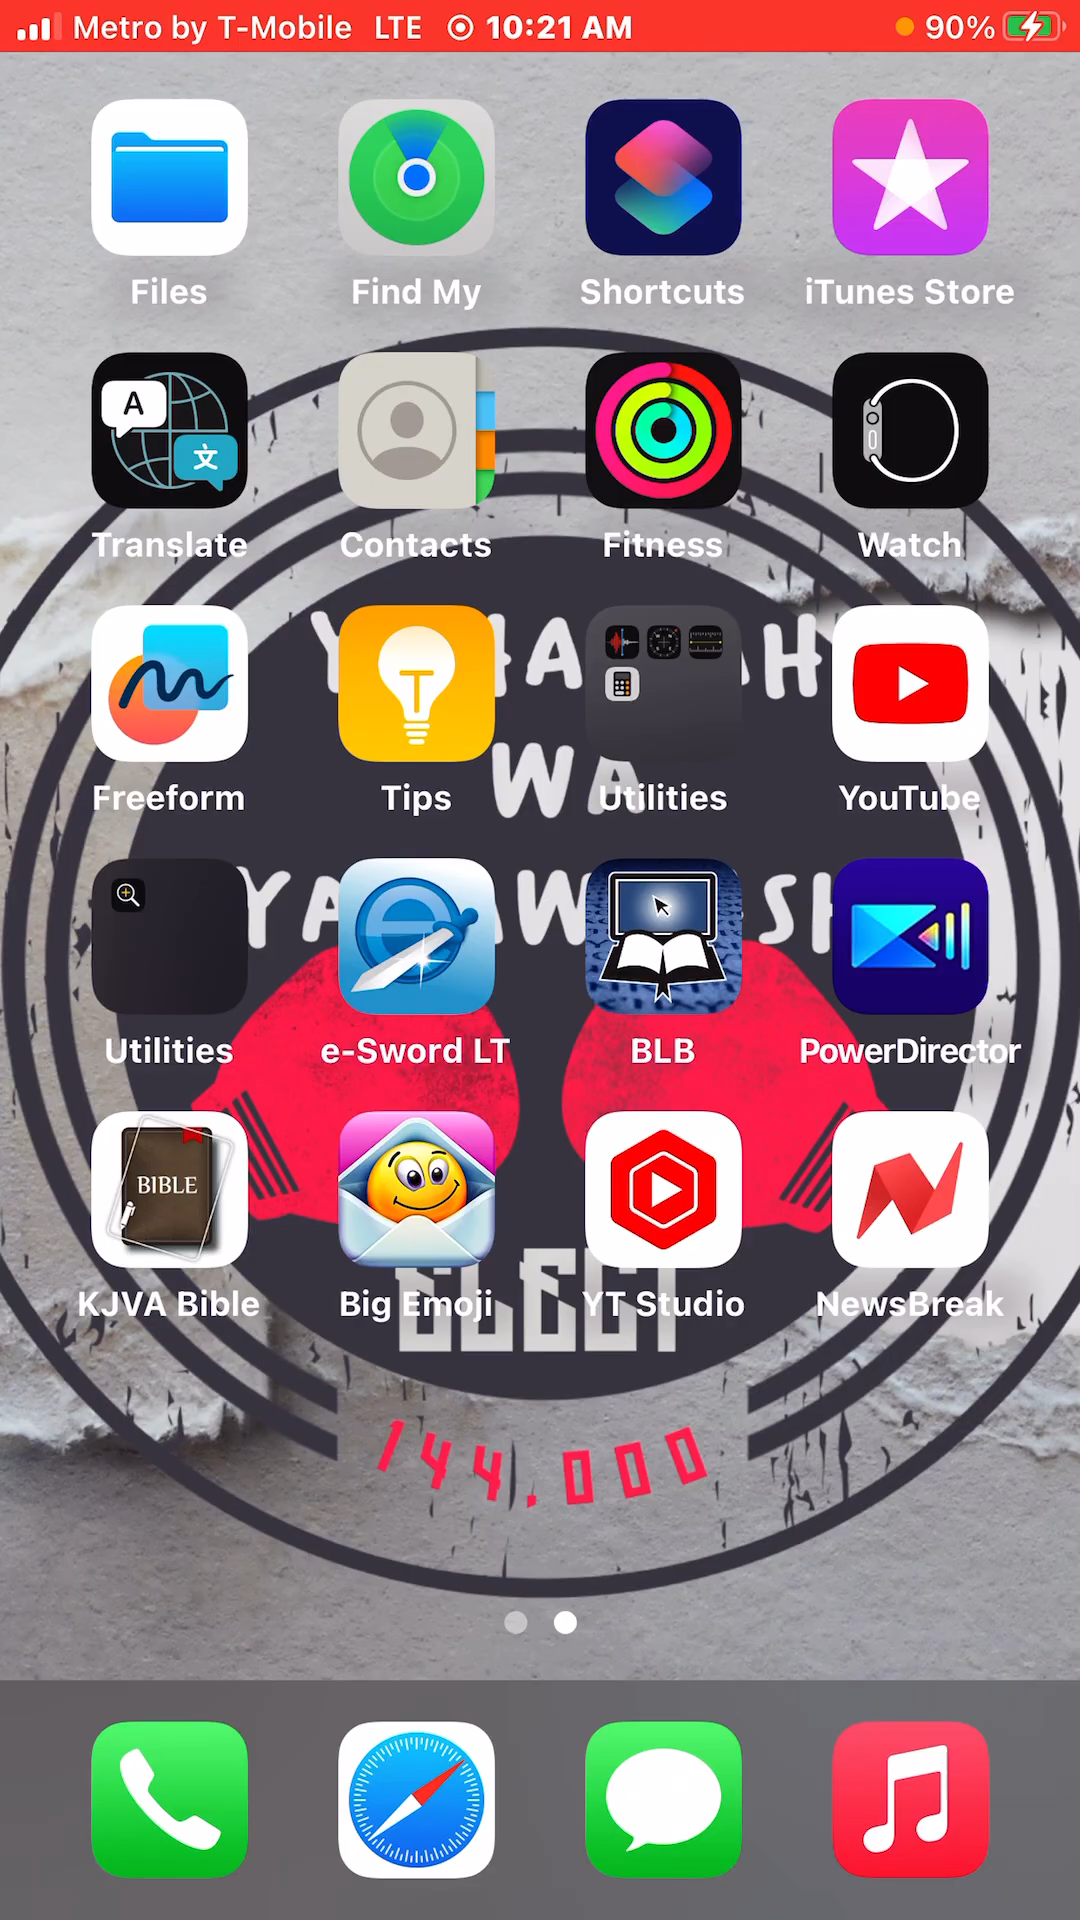 Metro by T-Mobile LTE 10:21 AM 90%
Files Find My Shortcuts iTunes Store
A 文
Translate Contacts Fitness Watch
WA
Freeform Tips Utilities YouTube
Utilities e-Sword LT BLB PowerDirector
BIBLE
KJVA Bible Big Emoji YT Studio NewsBreak
ELECT
144.000